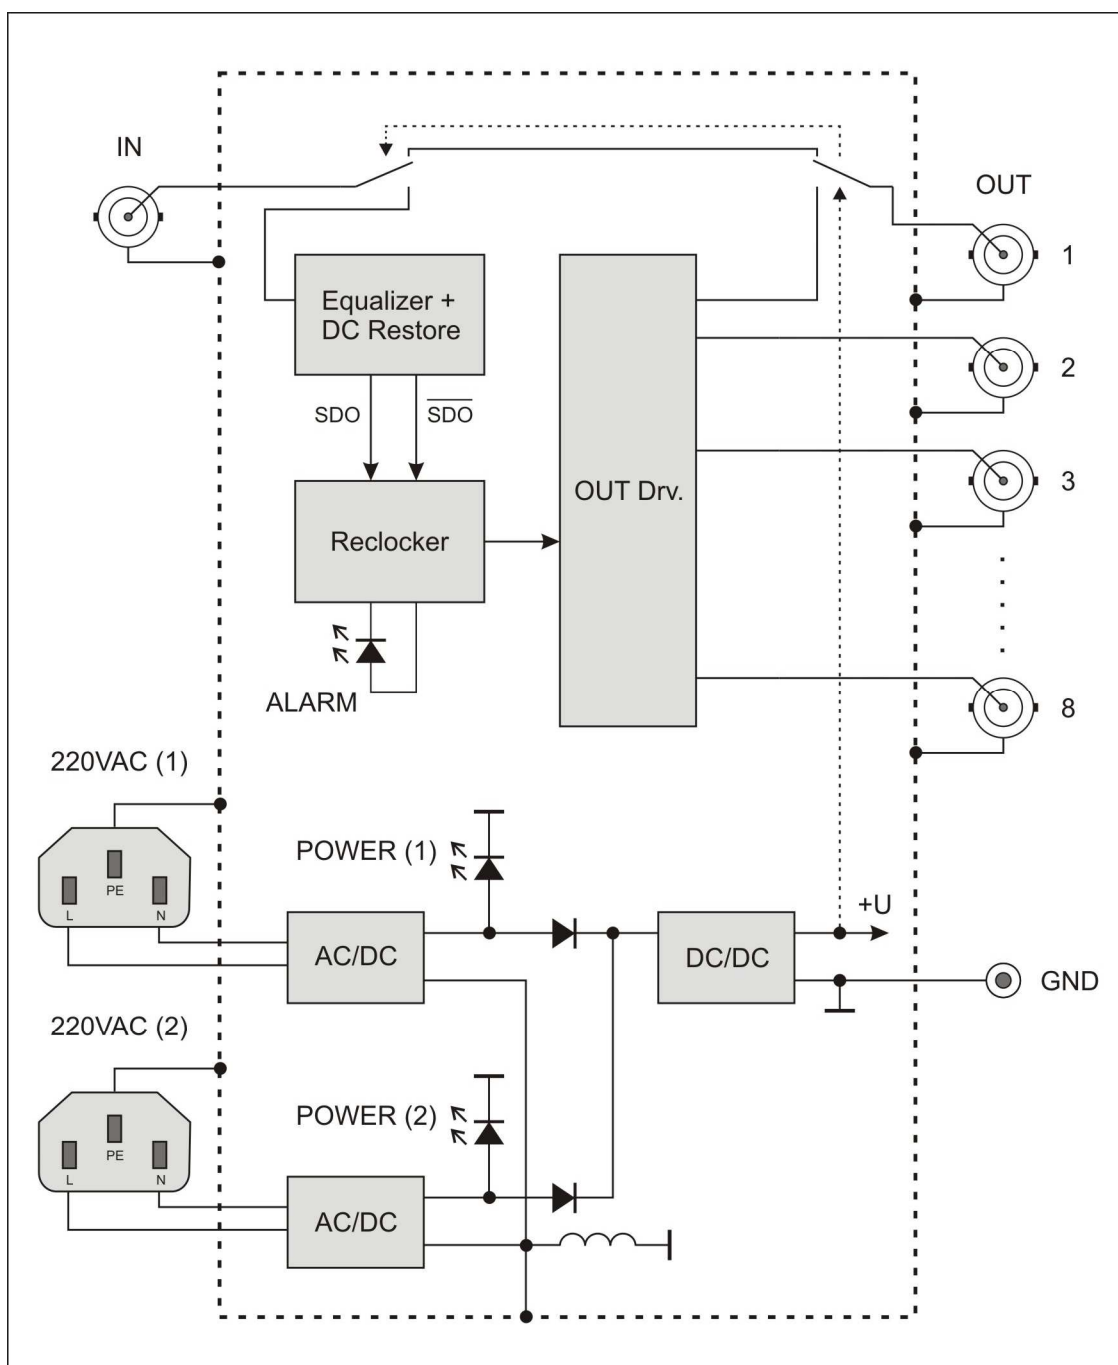 IN
OUT
1
Equalizer +
DC Restore
2
SDO
S̅D̅O̅
3
OUT Drv.
Reclocker
ALARM
8
220VAC (1)
POWER (1)
PE
L
N
+U
AC/DC
DC/DC
GND
220VAC (2)
POWER (2)
PE
L
N
AC/DC